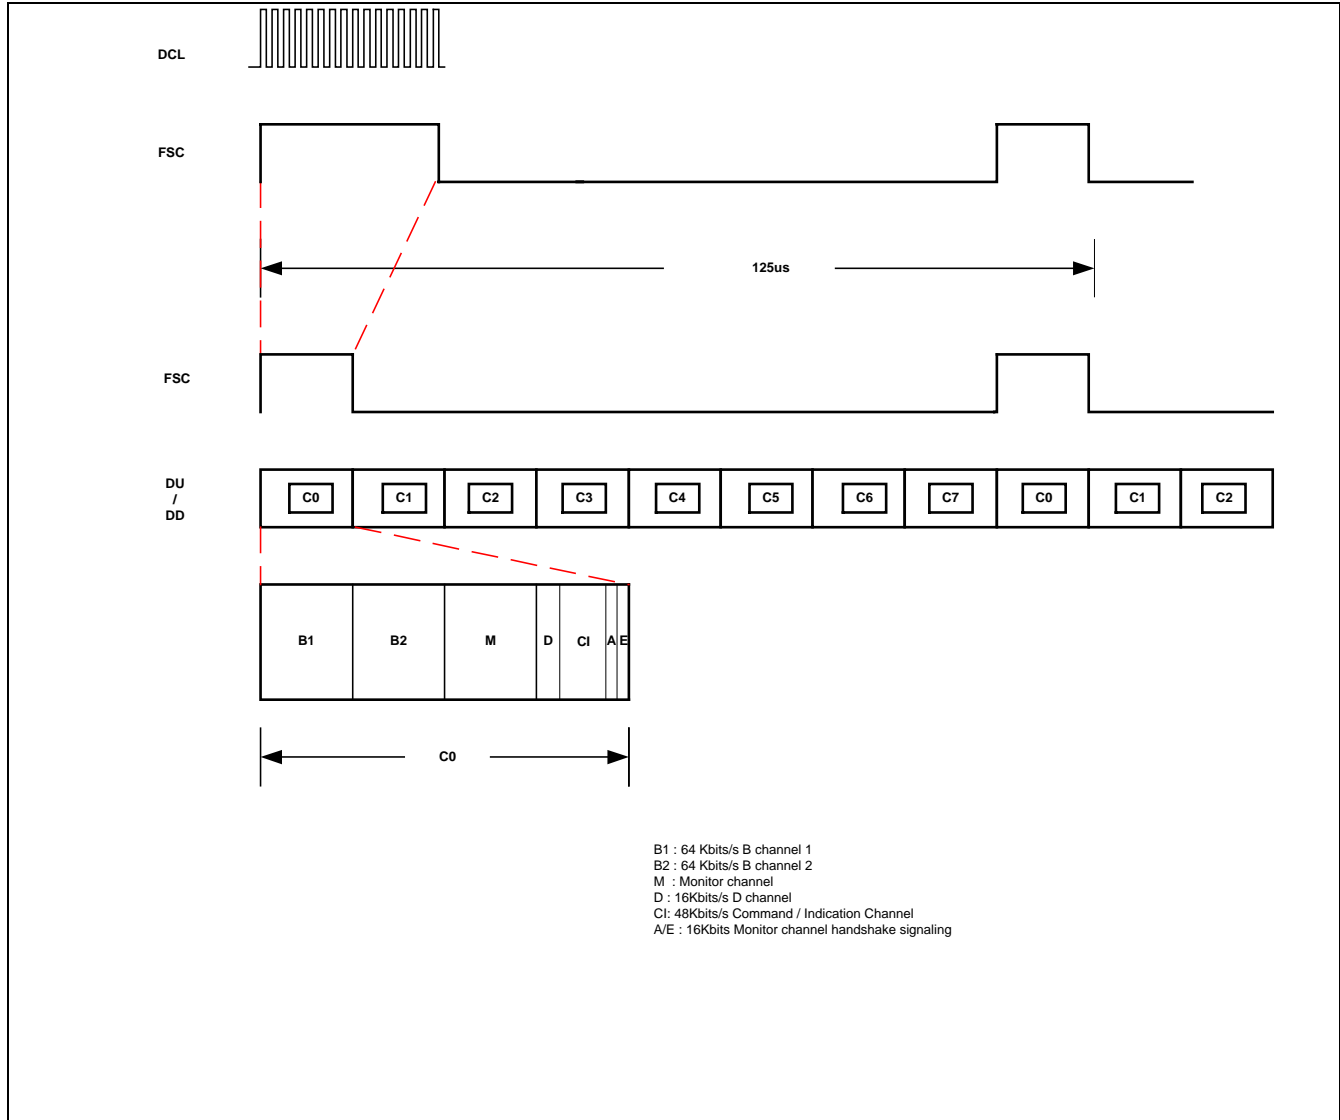 DCL
FSC
125us
FSC
DU
/
DD
C0 C1 C2 C3 C4 C5 C6 C7 C0 C1 C2
B1 B2 M D CI A E
C0
B1 : 64 Kbits/s B channel 1
B2 : 64 Kbits/s B channel 2
M : Monitor channel
D : 16Kbits/s D channel
CI: 48Kbits/s Command / Indication Channel
A/E : 16Kbits Monitor channel handshake signaling